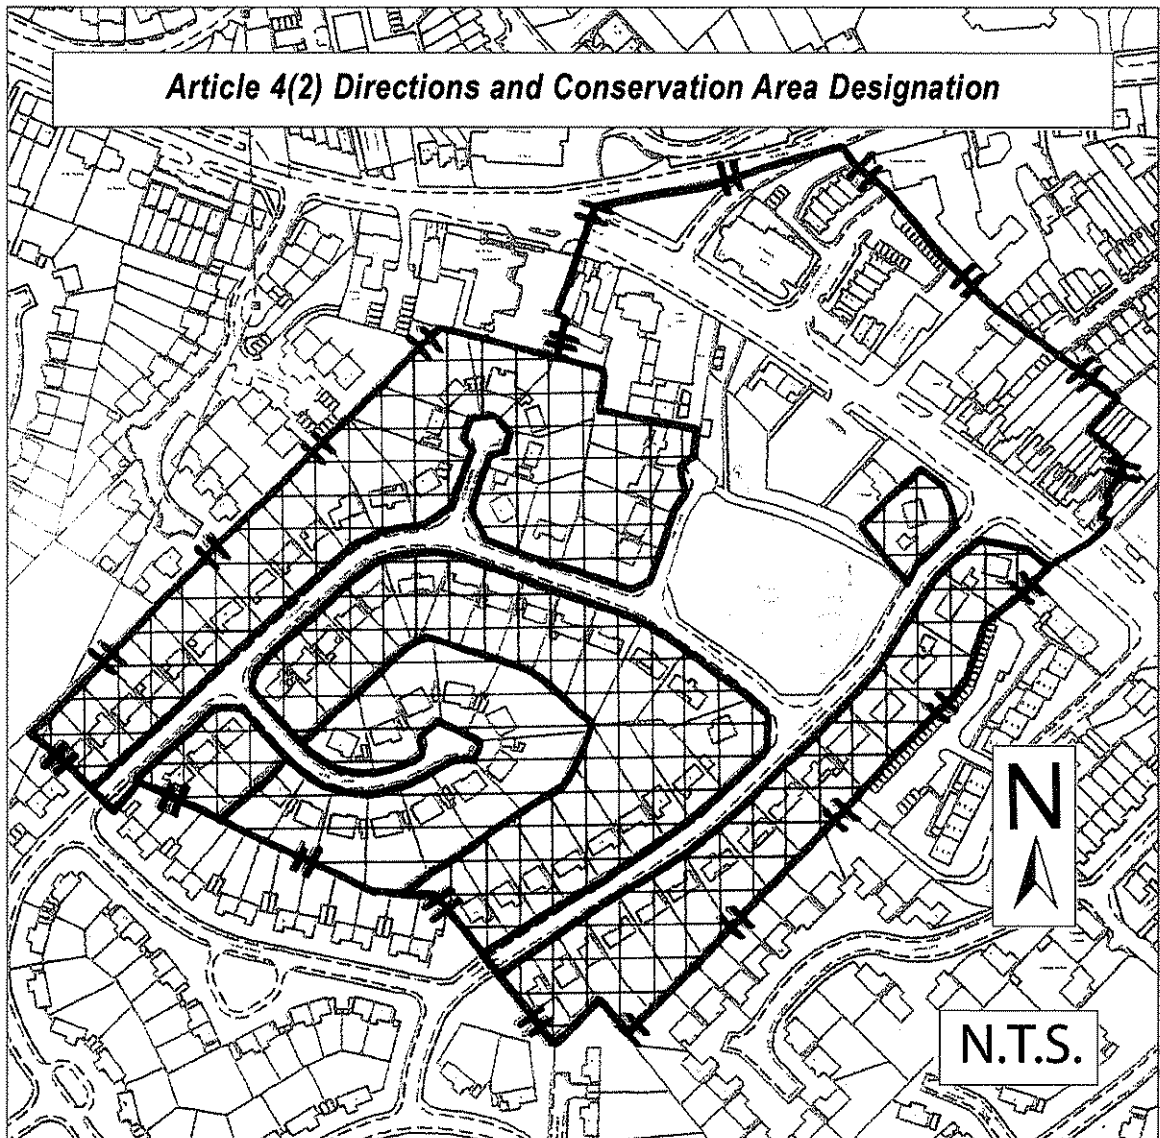 Article 4(2) Directions and Conservation Area Designation
N
N.T.S.